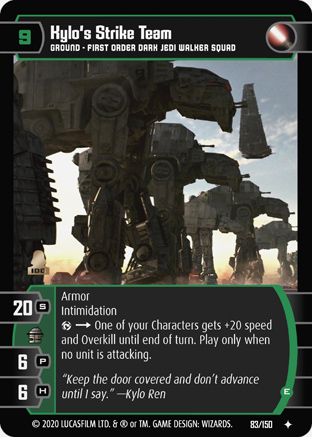 9
Kylo's Strike Team
GROUND - FIRST ORDER DARK JEDI WALKER SQUAD
IDC
20 S
Armor
Intimidation
→ One of your Characters gets +20 speed
and Overkill until end of turn. Play only when
no unit is attacking.
6 P
6 H
“Keep the door covered and don’t advance
until I say.” —Kylo Ren
E
© 2020 LUCASFILM LTD. & ® or TM. GAME DESIGN: WIZARDS. 83/150